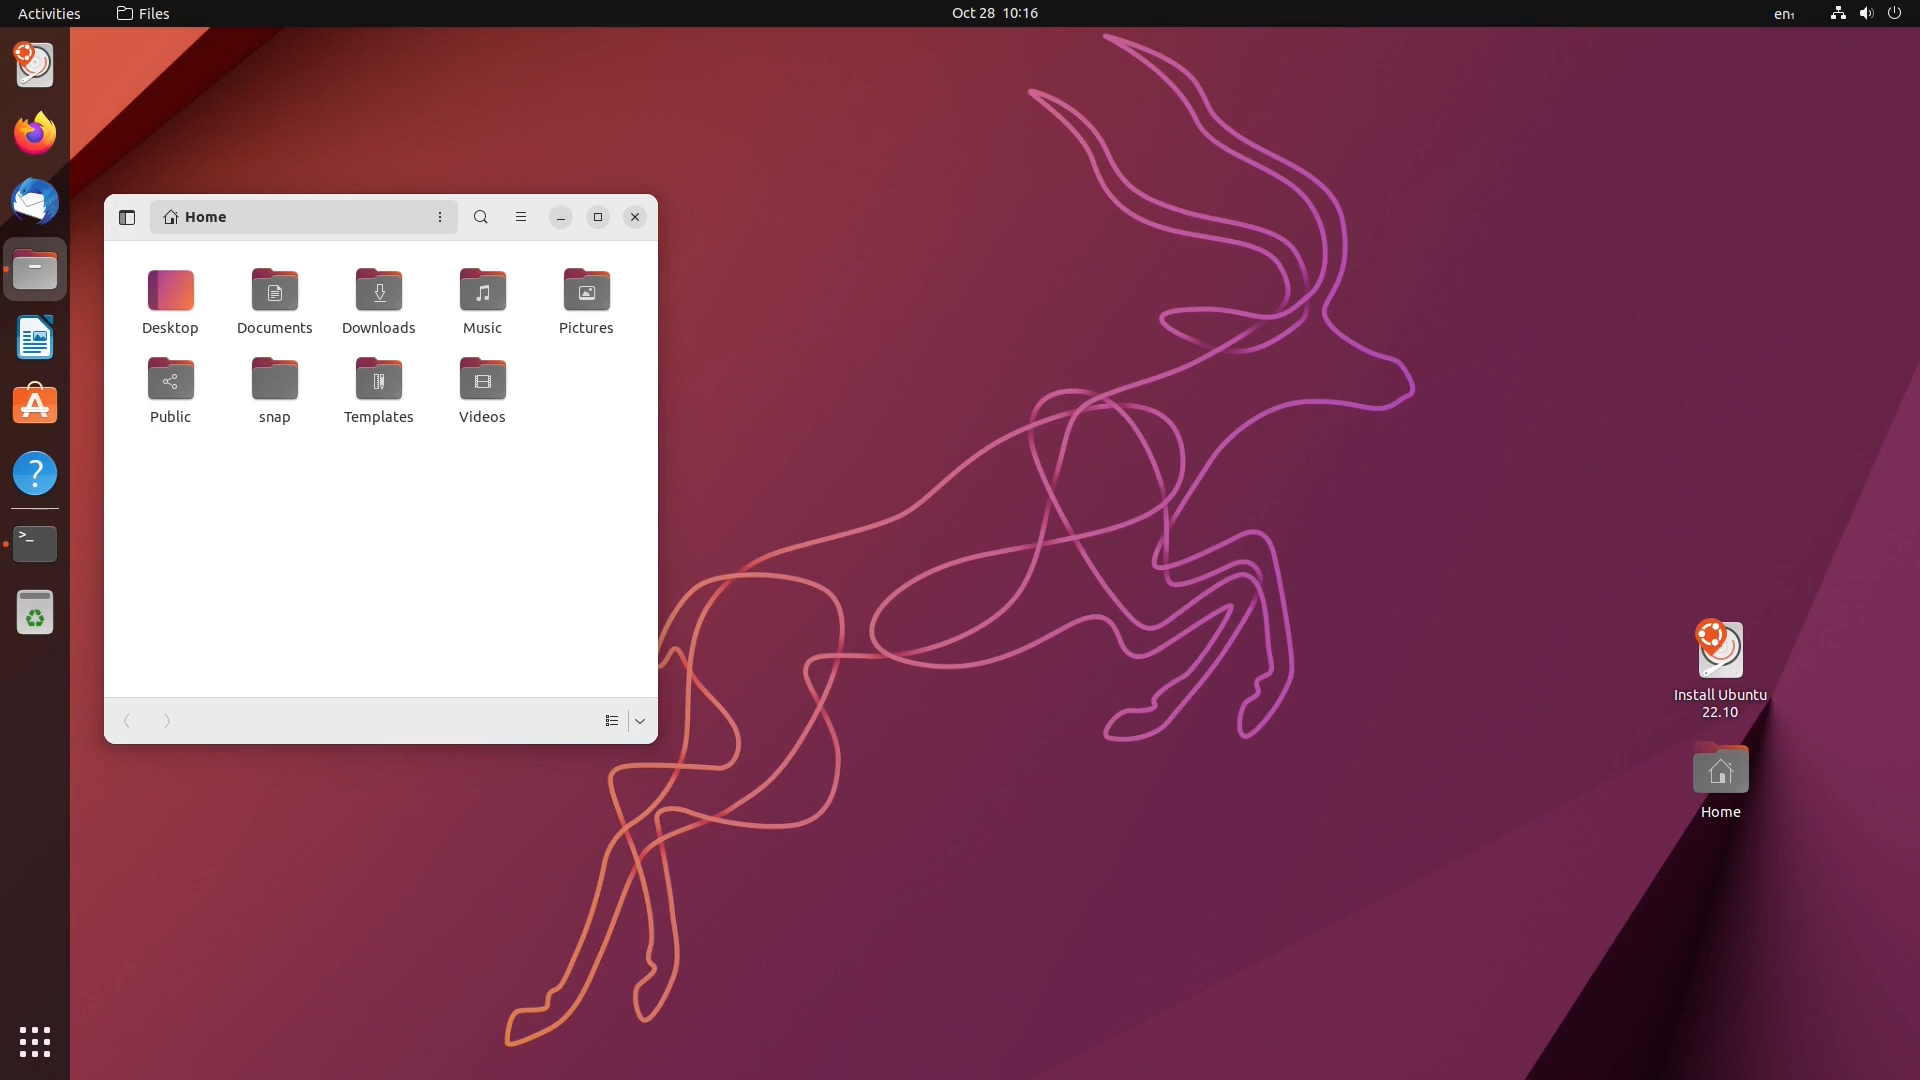 Activities
Files
Oct 28 10:16
en₁
Home
Desktop
Documents
Downloads
Music
Pictures
Public
snap
Templates
Videos
>_
?
Install Ubuntu
22.10
Home